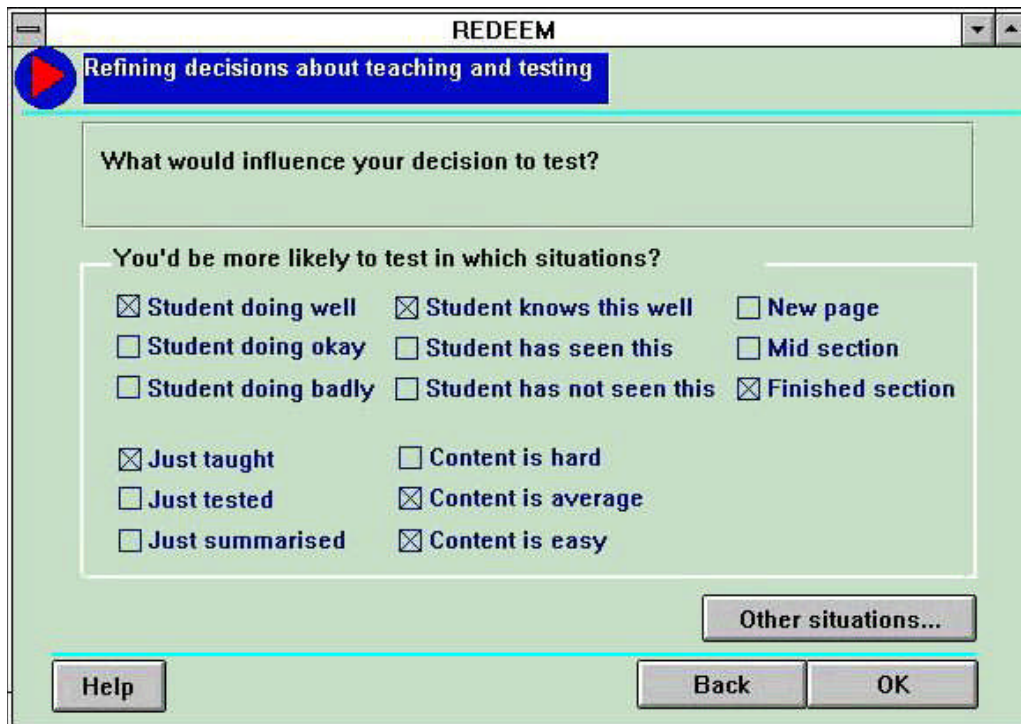 REDEEM
Refining decisions about teaching and testing
What would influence your decision to test?
You'd be more likely to test in which situations?
Student doing well Student knows this well New page
Student doing okay Student has seen this Mid section
Student doing badly Student has not seen this Finished section
Just taught Content is hard
Just tested Content is average
Just summarised Content is easy
Other situations...
Help Back OK